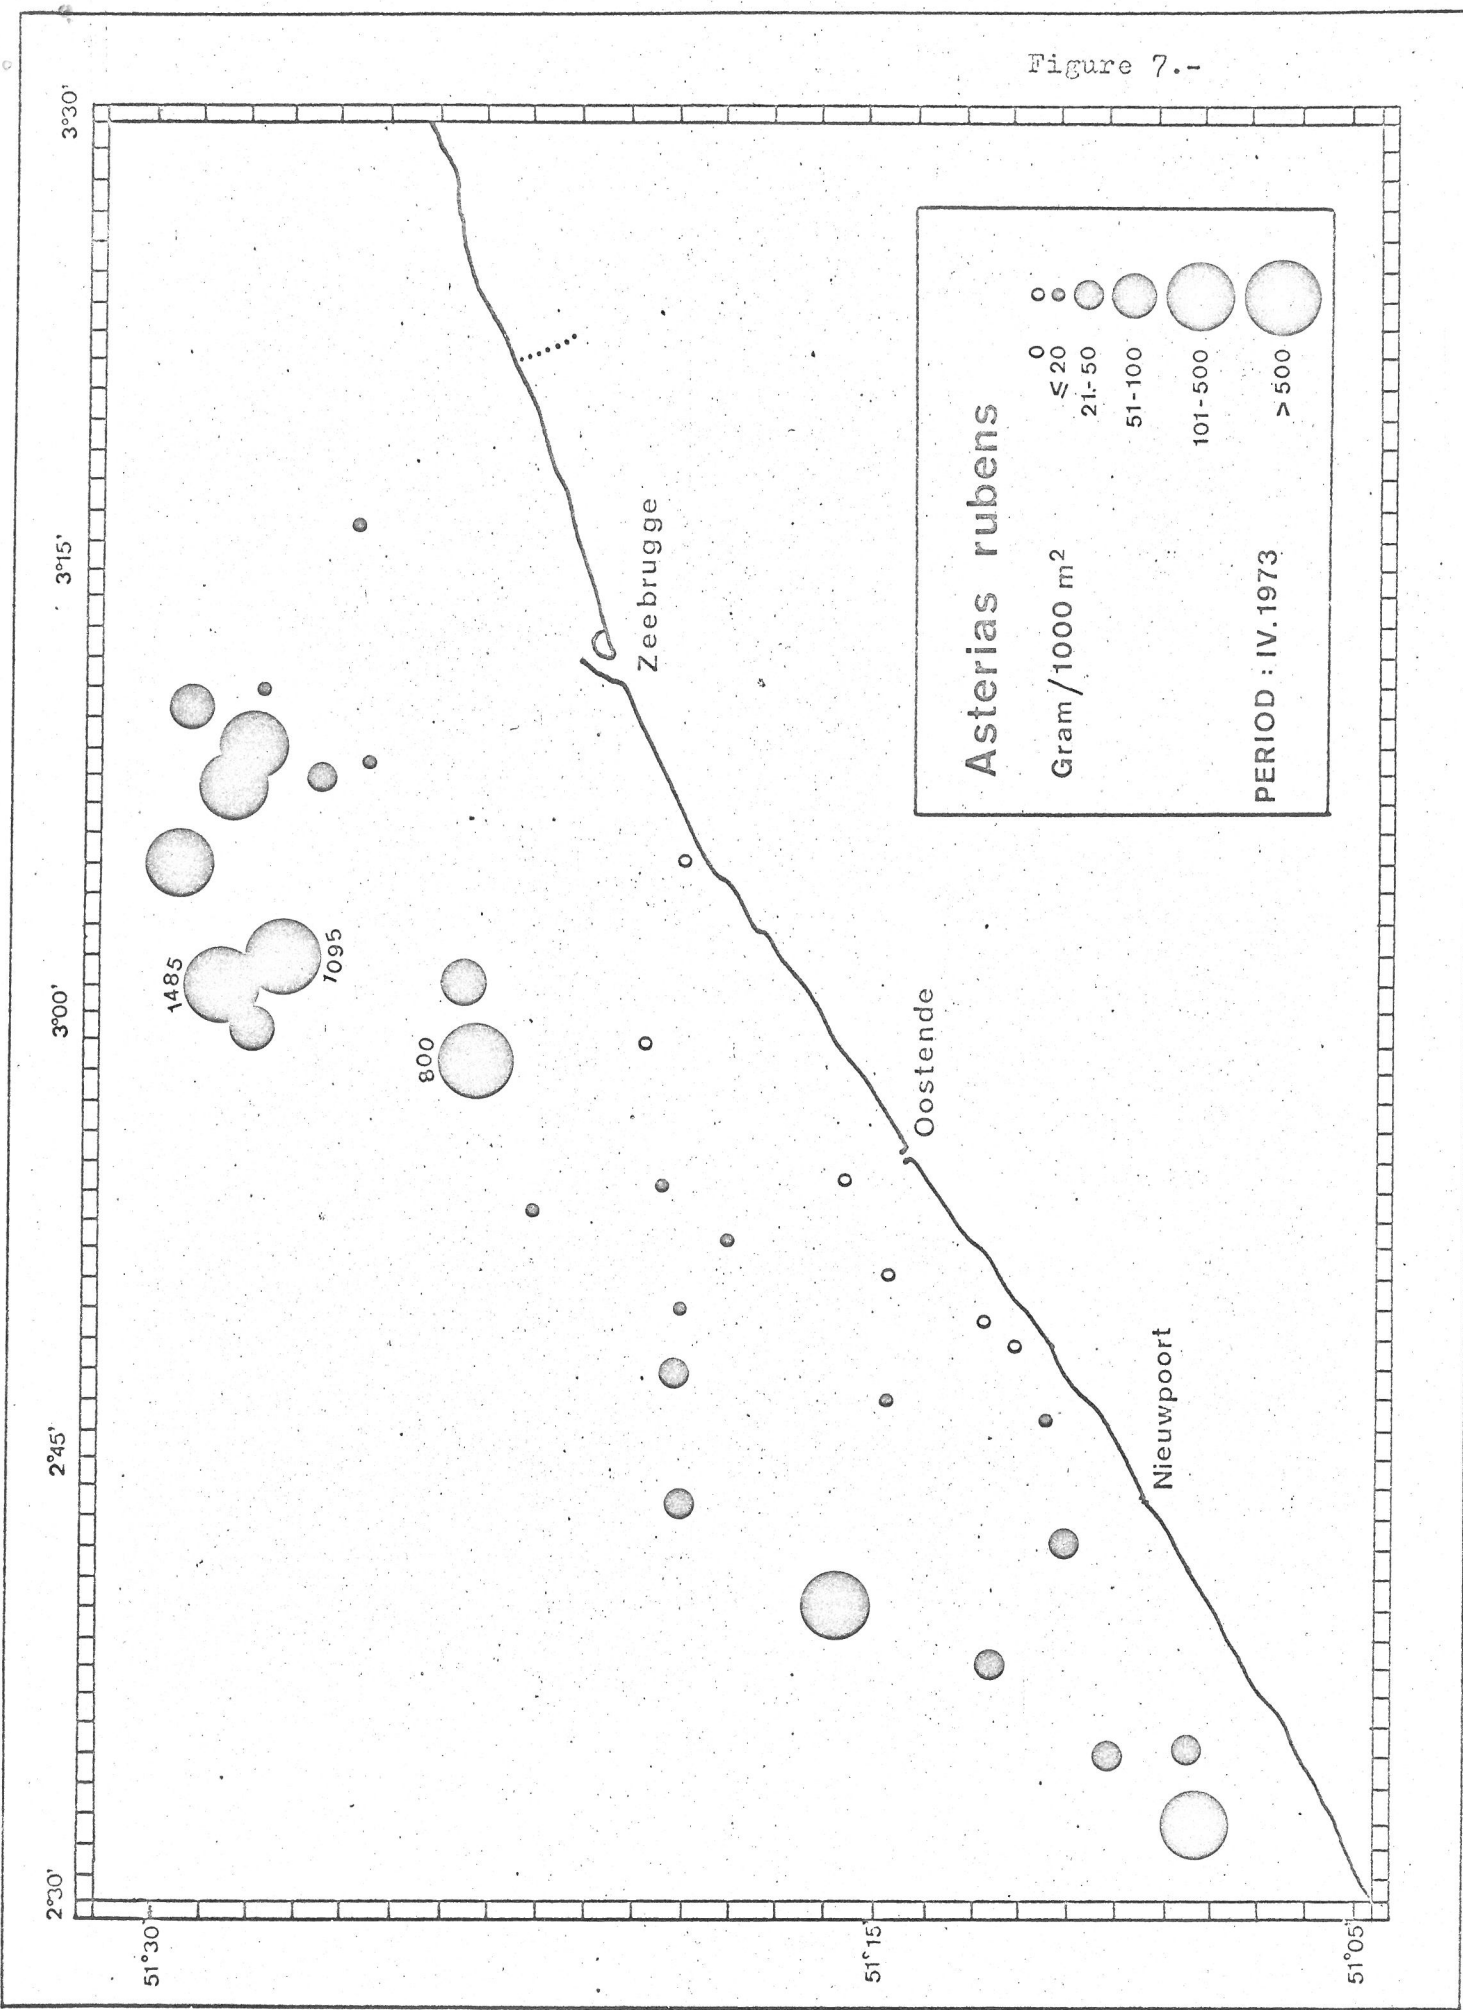 Figure 7.-
3°30'
3°15'
3°00'
2°45'
2°30'
51°30'
51°15'
51°05'
1485
1095
800
Zeebrugge
Oostende
Nieuwpoort
Asterias rubens
Gram/1000 m²
0
≤ 20
21-50
51-100
101-500
> 500
PERIOD : IV.1973